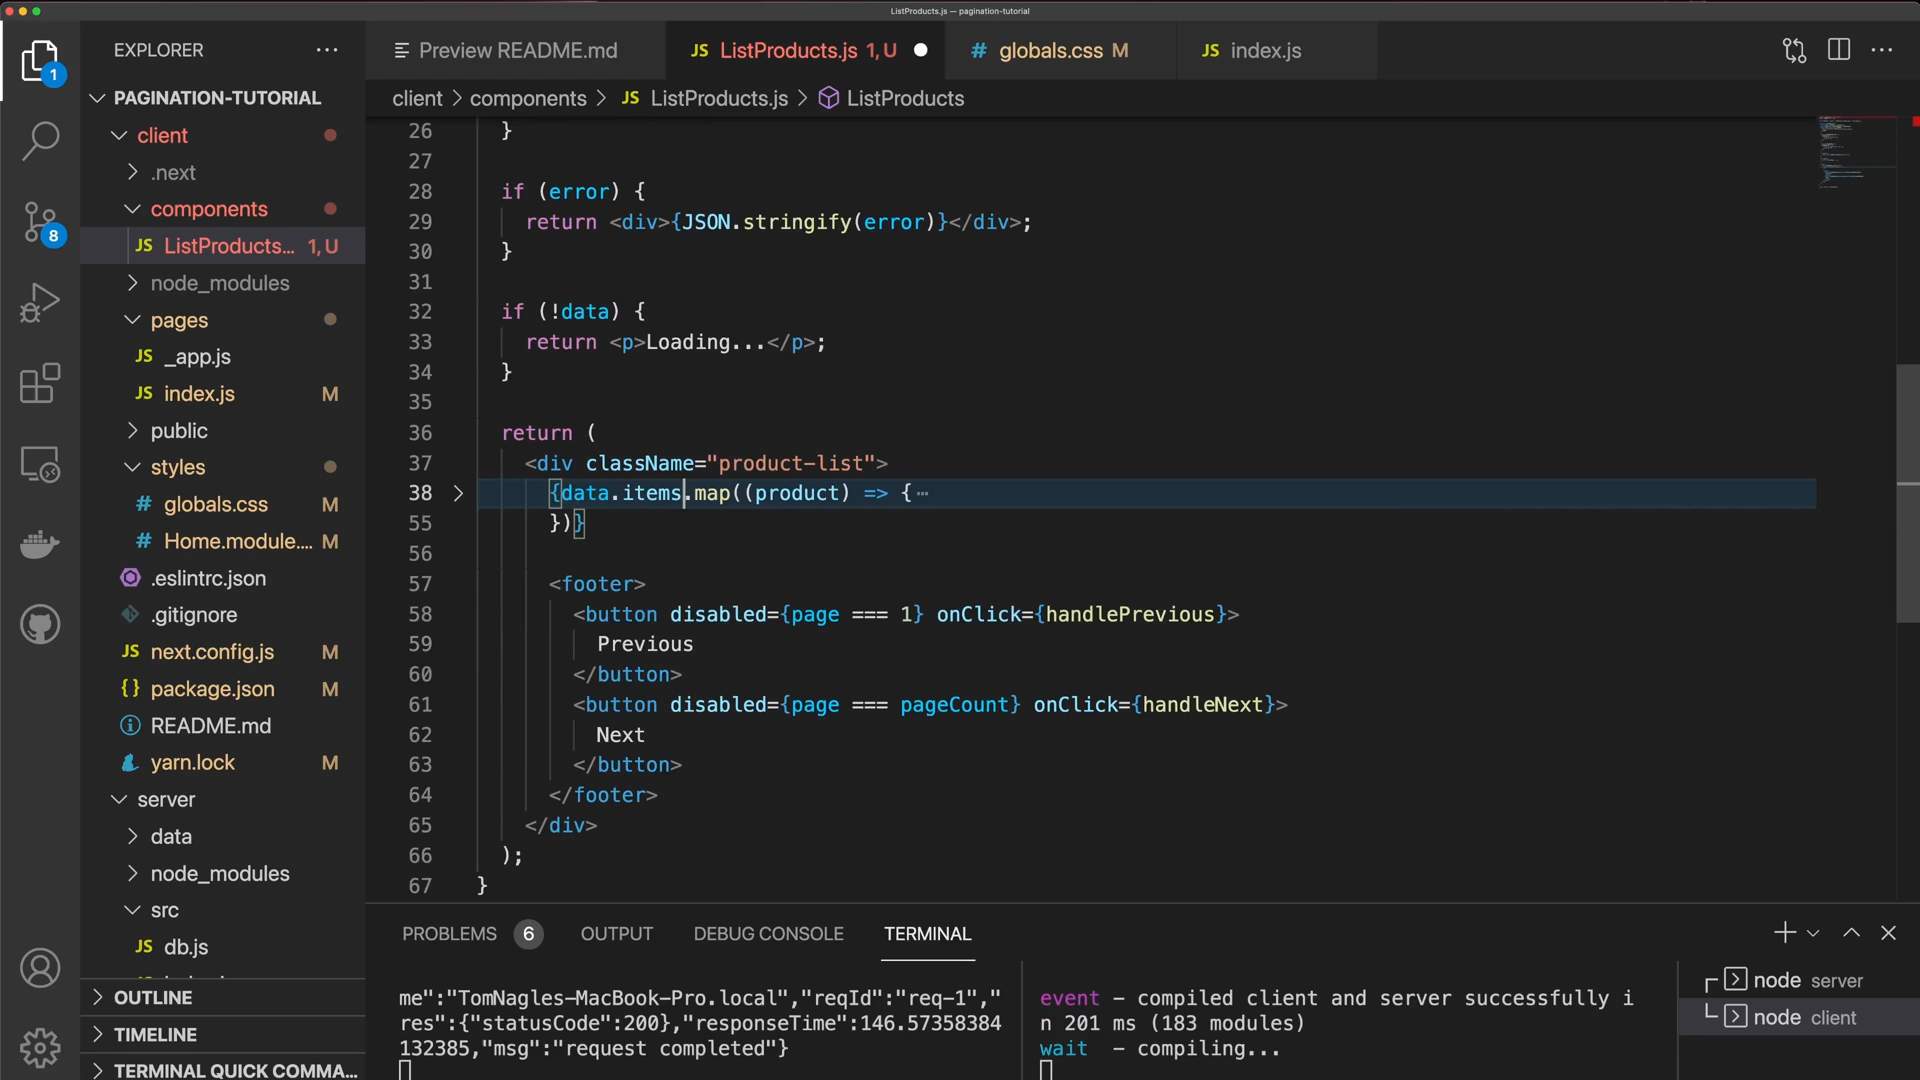 ListProducts.js — pagination-tutorial
EXPLORER
Preview README.md
JS ListProducts.js 1, U
# globals.css M
JS index.js
1
PAGINATION-TUTORIAL
client > components > JS ListProducts.js > ListProducts
client
.next
components
JS ListProducts... 1, U
node_modules
pages
JS _app.js
JS index.js M
public
styles
# globals.css M
# Home.module.... M
.eslintrc.json
.gitignore
JS next.config.js M
{} package.json M
README.md
yarn.lock M
server
data
node_modules
src
JS db.js
OUTLINE
TIMELINE
TERMINAL QUICK COMMA...
8
26 }
27
28 if (error) {
29 return <div>{JSON.stringify(error)}</div>;
30 }
31
32 if (!data) {
33 return <p>Loading...</p>;
34 }
35
36 return (
37 <div className="product-list">
38 {data.items.map((product) => {⋯
55 })}
56
57 <footer>
58 <button disabled={page === 1} onClick={handlePrevious}>
59 Previous
60 </button>
61 <button disabled={page === pageCount} onClick={handleNext}>
62 Next
63 </button>
64 </footer>
65 </div>
66 );
67 }
PROBLEMS 6 OUTPUT DEBUG CONSOLE TERMINAL
me":"TomNagles-MacBook-Pro.local","reqId":"req-1","
res":{"statusCode":200},"responseTime":146.57358384
132385,"msg":"request completed"}
event - compiled client and server successfully i
n 201 ms (183 modules)
wait - compiling...
node server
node client